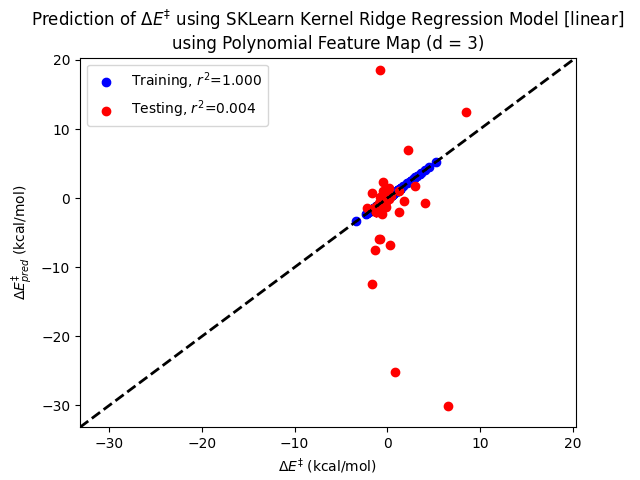 Prediction of ΔE‡ using SKLearn Kernel Ridge Regression Model [linear]
using Polynomial Feature Map (d = 3)
20
10
0
−10
−20
−30
ΔE‡pred (kcal/mol)
Training, r²=1.000
Testing, r²=0.004
−30
−20
−10
0
10
20
ΔE‡ (kcal/mol)